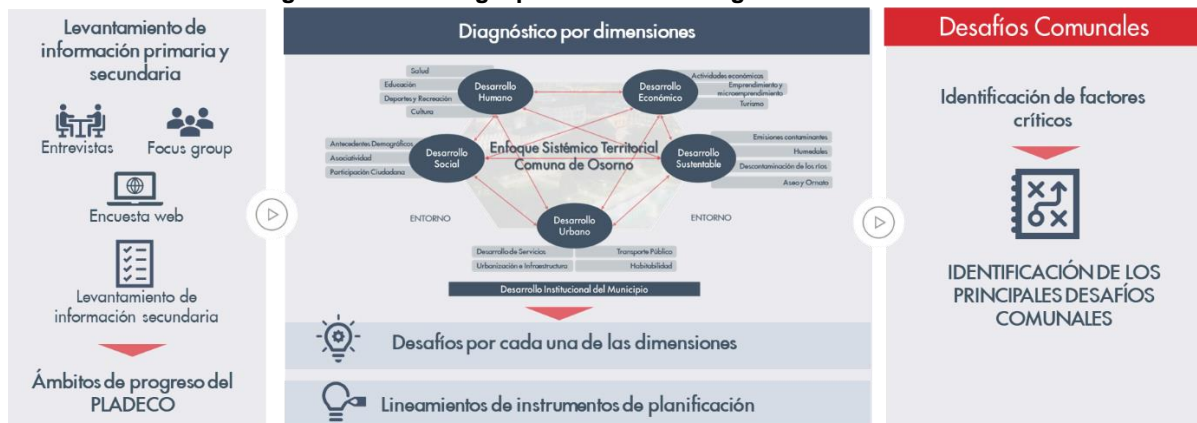 Levantamiento de
información primaria y
secundaria
Entrevistas
Focus group
Encuesta web
Levantamiento de
información secundaria
Ámbitos de progreso del
PLADECO
Diagnóstico por dimensiones
Salud
Educación
Deportes y Recreación
Cultura
Desarrollo
Humano
Desarrollo
Económico
Actividades económicas
Emprendimiento y
microemprendimiento
Turismo
Antecedentes Demográficos
Asociatividad
Participación Ciudadana
Desarrollo
Social
Enfoque Sistémico Territorial
Comuna de Osorno
Desarrollo
Sustentable
Emisiones contaminantes
Humedales
Descontaminación de los ríos
Aseo y Ornato
ENTORNO
Desarrollo
Urbano
ENTORNO
Desarrollo de Servicios
Transporte Público
Urbanización e Infraestructura
Habitabilidad
Desarrollo Institucional del Municipio
Desafíos por cada una de las dimensiones
Lineamientos de instrumentos de planificación
Desafíos Comunales
Identificación de factores
críticos
IDENTIFICACIÓN DE LOS
PRINCIPALES DESAFÍOS
COMUNALES